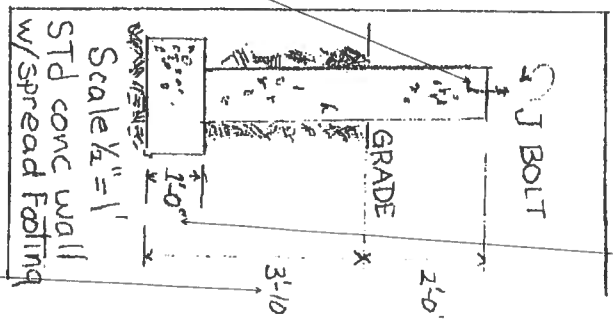 J BOLT
GRADE
2'-0"
3'-10
1'-0"
Scale ½"=1'
STd conc wall
w/spread Footing